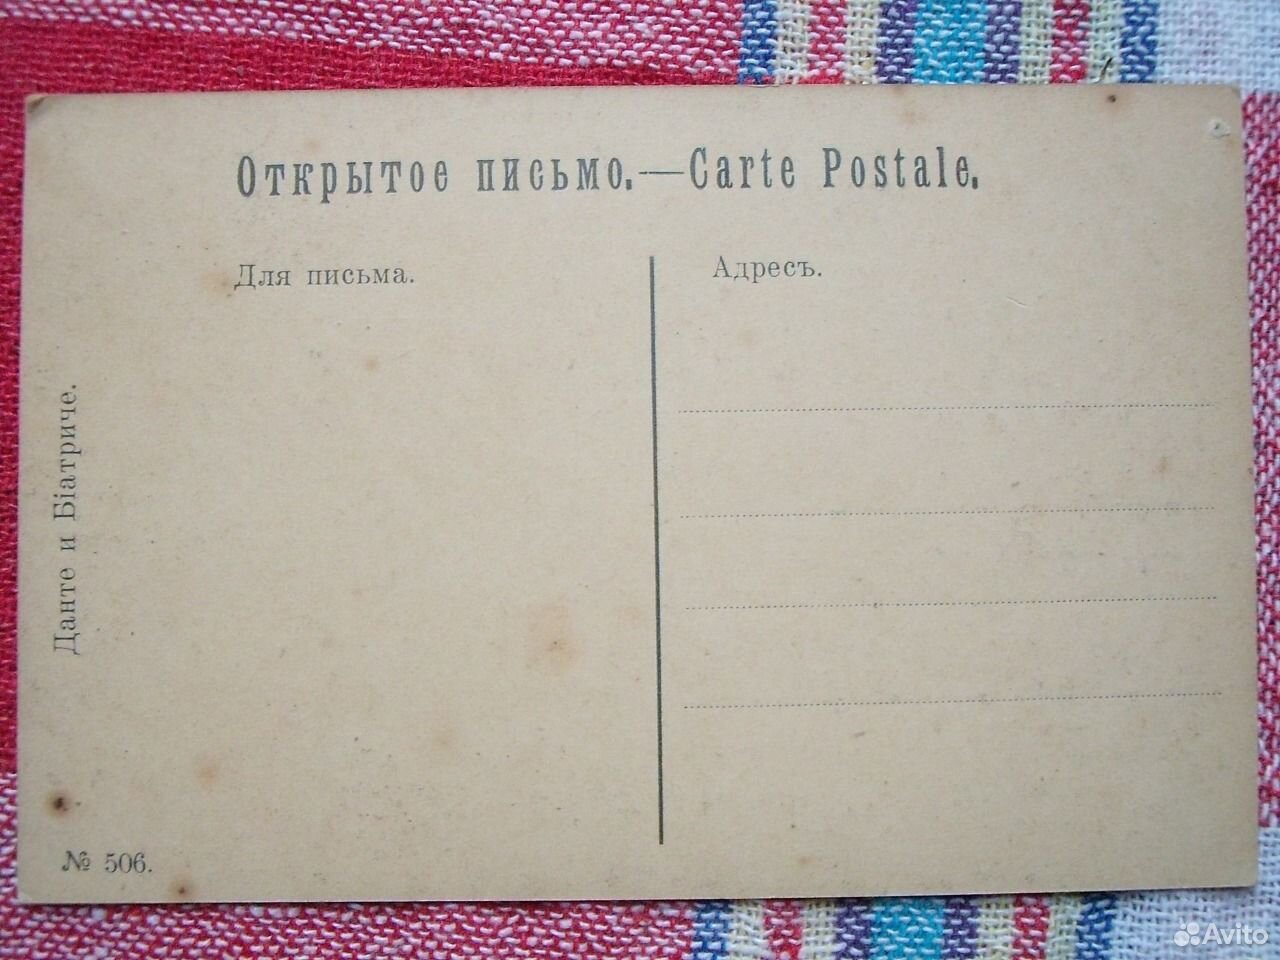 Открытое письмо.—Carte Postale.
Для письма.
Адресъ.
Данте и Біатриче.
№ 506.
Avito